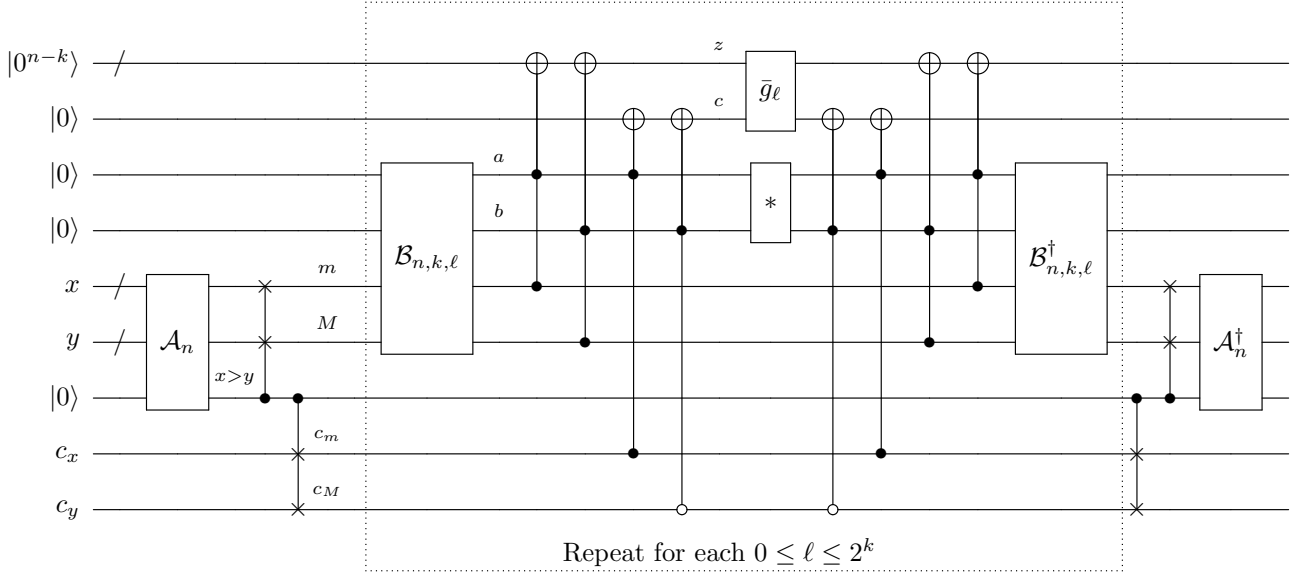 |0^{n−k}⟩ z ḡ_ℓ
|0⟩ c
|0⟩ a *
|0⟩ b
x m 𝒜_n ℬ_{n,k,ℓ} ℬ†_{n,k,ℓ} 𝒜†_n
y M
|0⟩ x>y
c_x c_m
c_y c_M
Repeat for each 0 ≤ ℓ ≤ 2^k